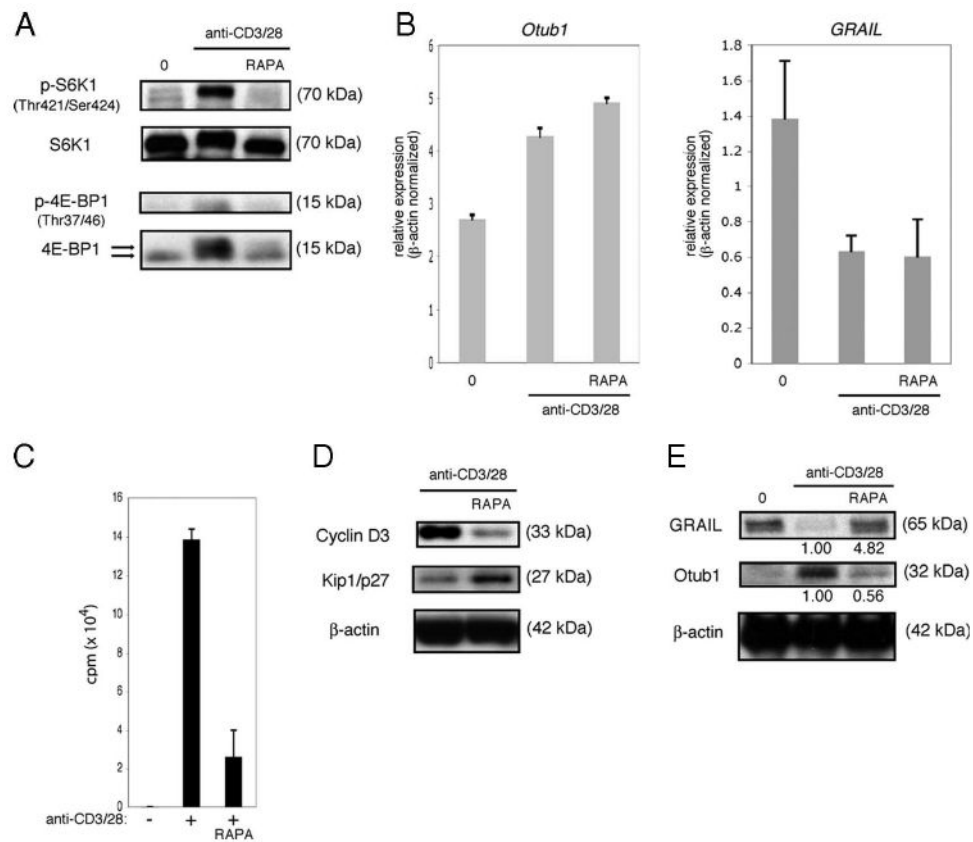 A
anti-CD3/28
0
RAPA
p-S6K1
(Thr421/Ser424)
(70 kDa)
S6K1
(70 kDa)
p-4E-BP1
(Thr37/46)
(15 kDa)
4E-BP1
(15 kDa)
B
Otub1
relative expression
(β-actin normalized)
6
5
4
3
2
1
0
0
RAPA
anti-CD3/28
GRAIL
relative expression
(β-actin normalized)
1.8
1.6
1.4
1.2
1
0.8
0.6
0.4
0.2
0
0
RAPA
anti-CD3/28
C
cpm (x 10⁴)
16
14
12
10
8
6
4
2
0
anti-CD3/28: - + +
RAPA
D
anti-CD3/28
RAPA
Cyclin D3
(33 kDa)
Kip1/p27
(27 kDa)
β-actin
(42 kDa)
E
anti-CD3/28
0
RAPA
GRAIL
(65 kDa)
1.00 4.82
Otub1
(32 kDa)
1.00 0.56
β-actin
(42 kDa)